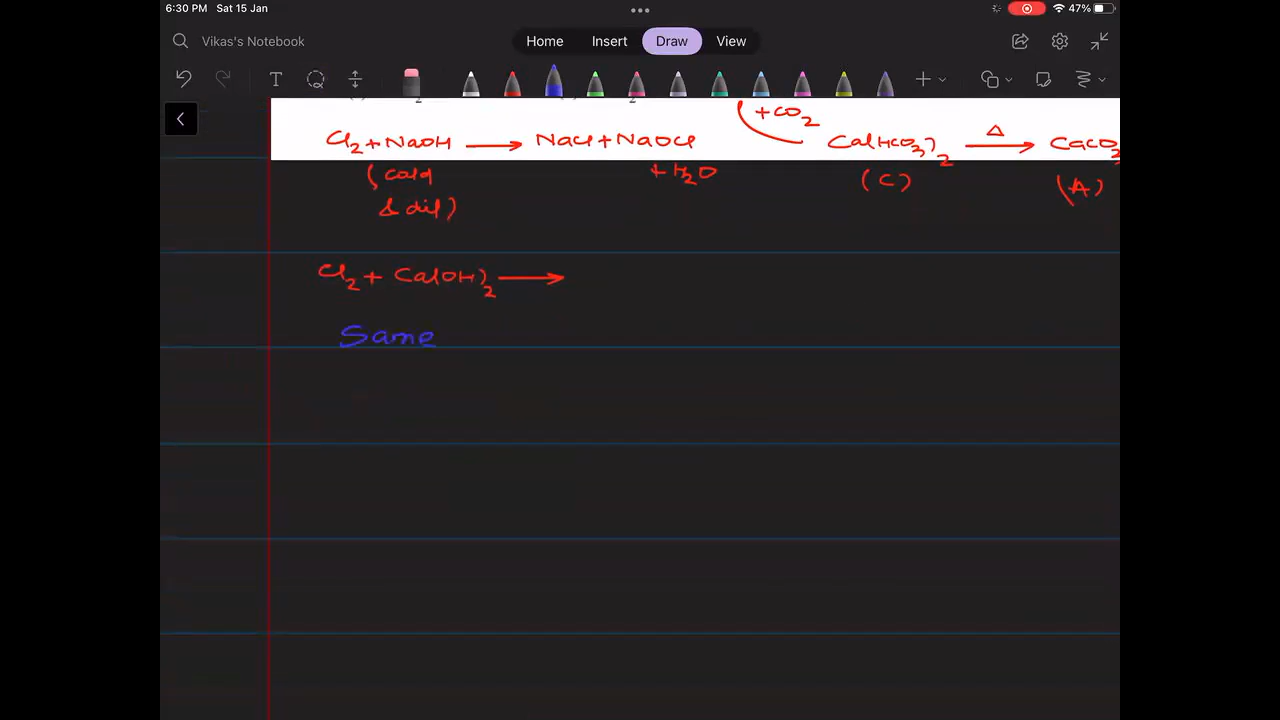 6:30 PM Sat 15 Jan
47%
Vikas's Notebook
Home Insert Draw View
+CO2
Cl2 + NaOH → NaCl + NaOCl
+ H2O
(cold
& dil)
Ca(HCO3)2 →Δ CaCO3
(C) (A)
Cl2 + Ca(OH)2 →
Same